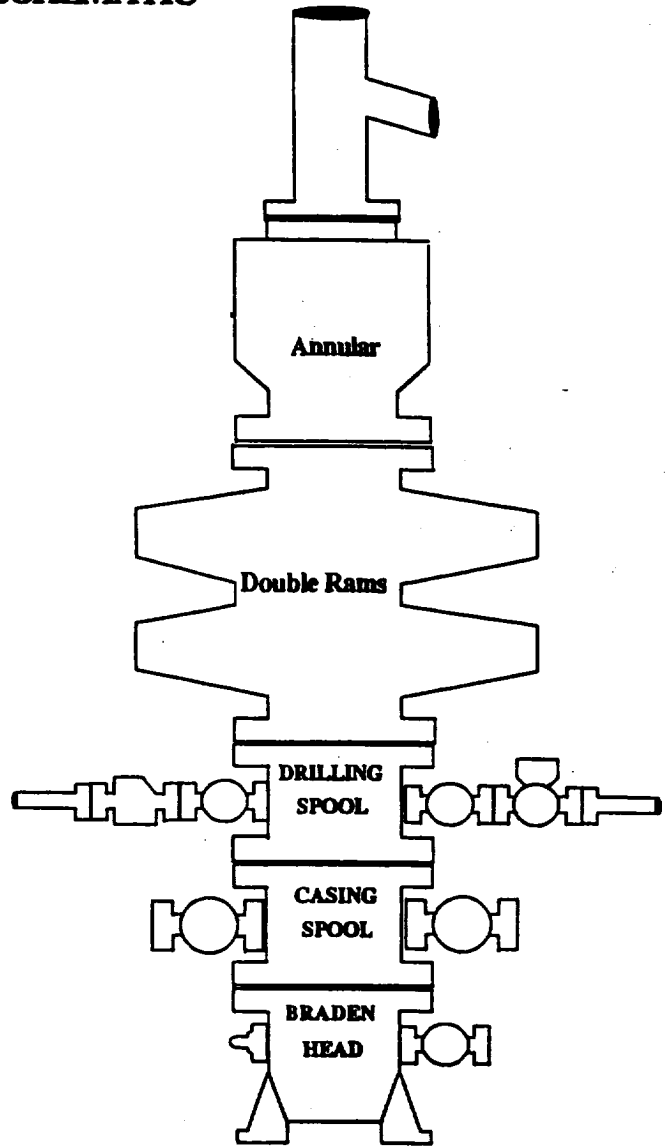 Annular
Double Rams
DRILLING
SPOOL
CASING
SPOOL
BRADEN
HEAD